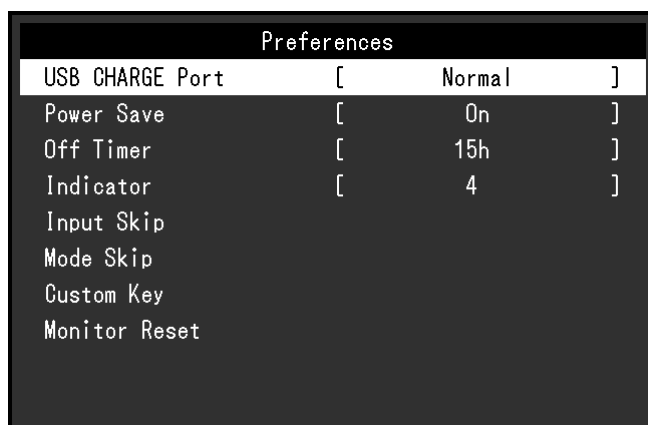 Preferences
USB CHARGE Port [ Normal ]
Power Save [ On ]
Off Timer [ 15h ]
Indicator [ 4 ]
Input Skip
Mode Skip
Custom Key
Monitor Reset